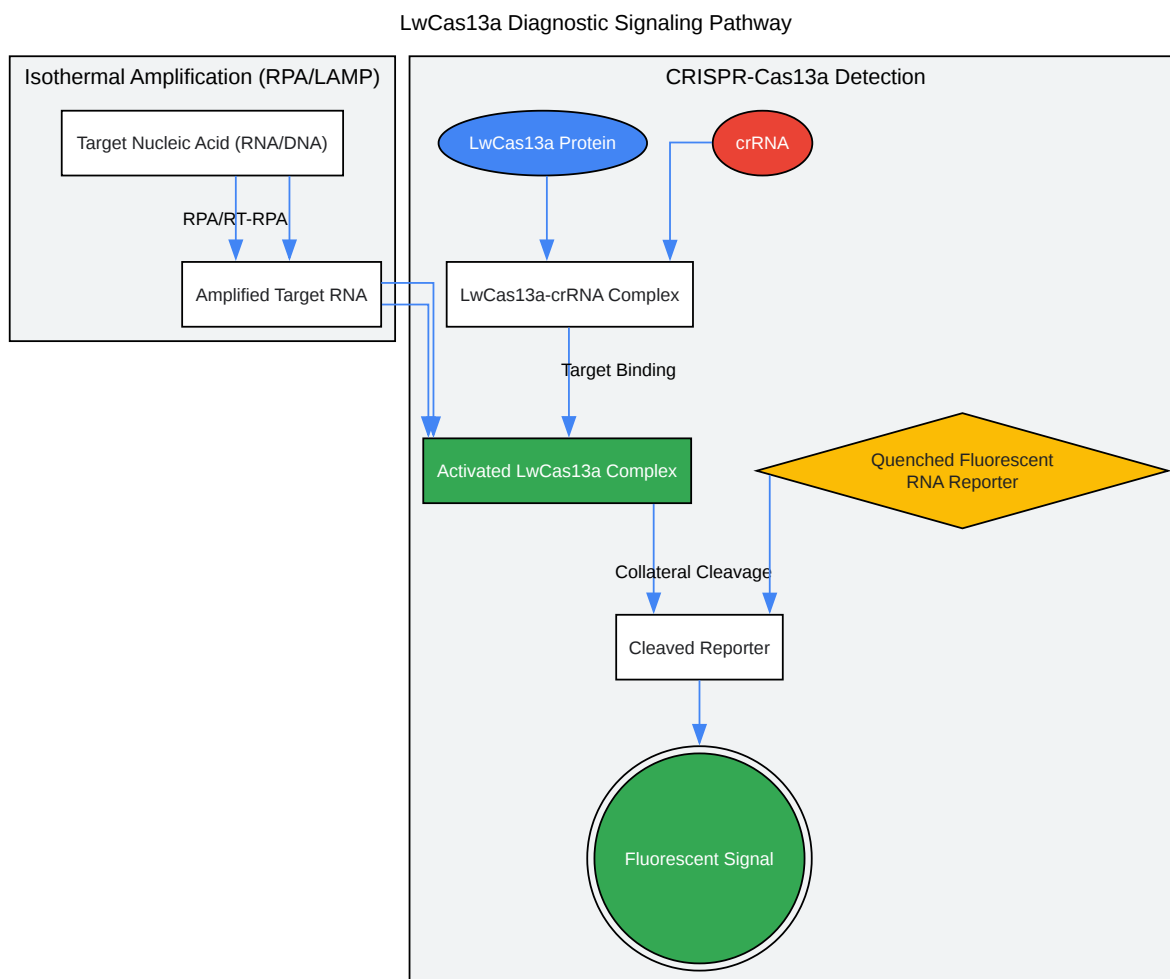 LwCas13a Diagnostic Signaling Pathway
Isothermal Amplification (RPA/LAMP)
Target Nucleic Acid (RNA/DNA)
RPA/RT-RPA
Amplified Target RNA
CRISPR-Cas13a Detection
LwCas13a Protein
crRNA
LwCas13a-crRNA Complex
Target Binding
Activated LwCas13a Complex
Quenched Fluorescent
RNA Reporter
Collateral Cleavage
Cleaved Reporter
Fluorescent Signal